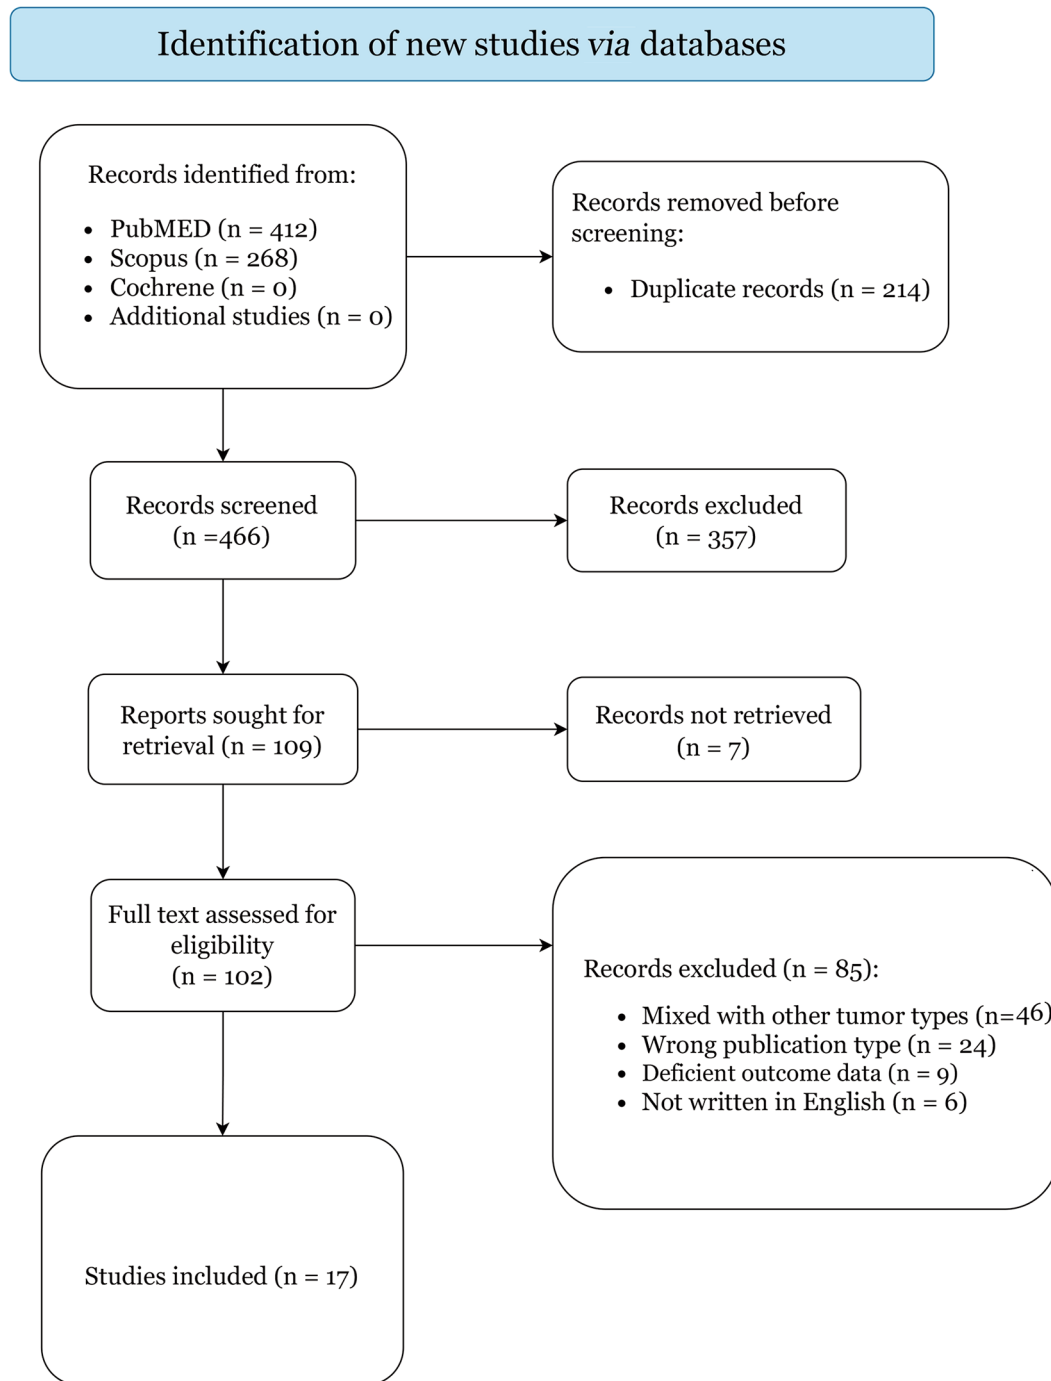 Identification of new studies via databases
Records identified from:
• PubMED (n = 412)
• Scopus (n = 268)
• Cochrene (n = 0)
• Additional studies (n = 0)
Records removed before
screening:
• Duplicate records (n = 214)
Records screened
(n =466)
Records excluded
(n = 357)
Reports sought for
retrieval (n = 109)
Records not retrieved
(n = 7)
Full text assessed for
eligibility
(n = 102)
Records excluded (n = 85):
• Mixed with other tumor types (n=46)
• Wrong publication type (n = 24)
• Deficient outcome data (n = 9)
• Not written in English (n = 6)
Studies included (n = 17)